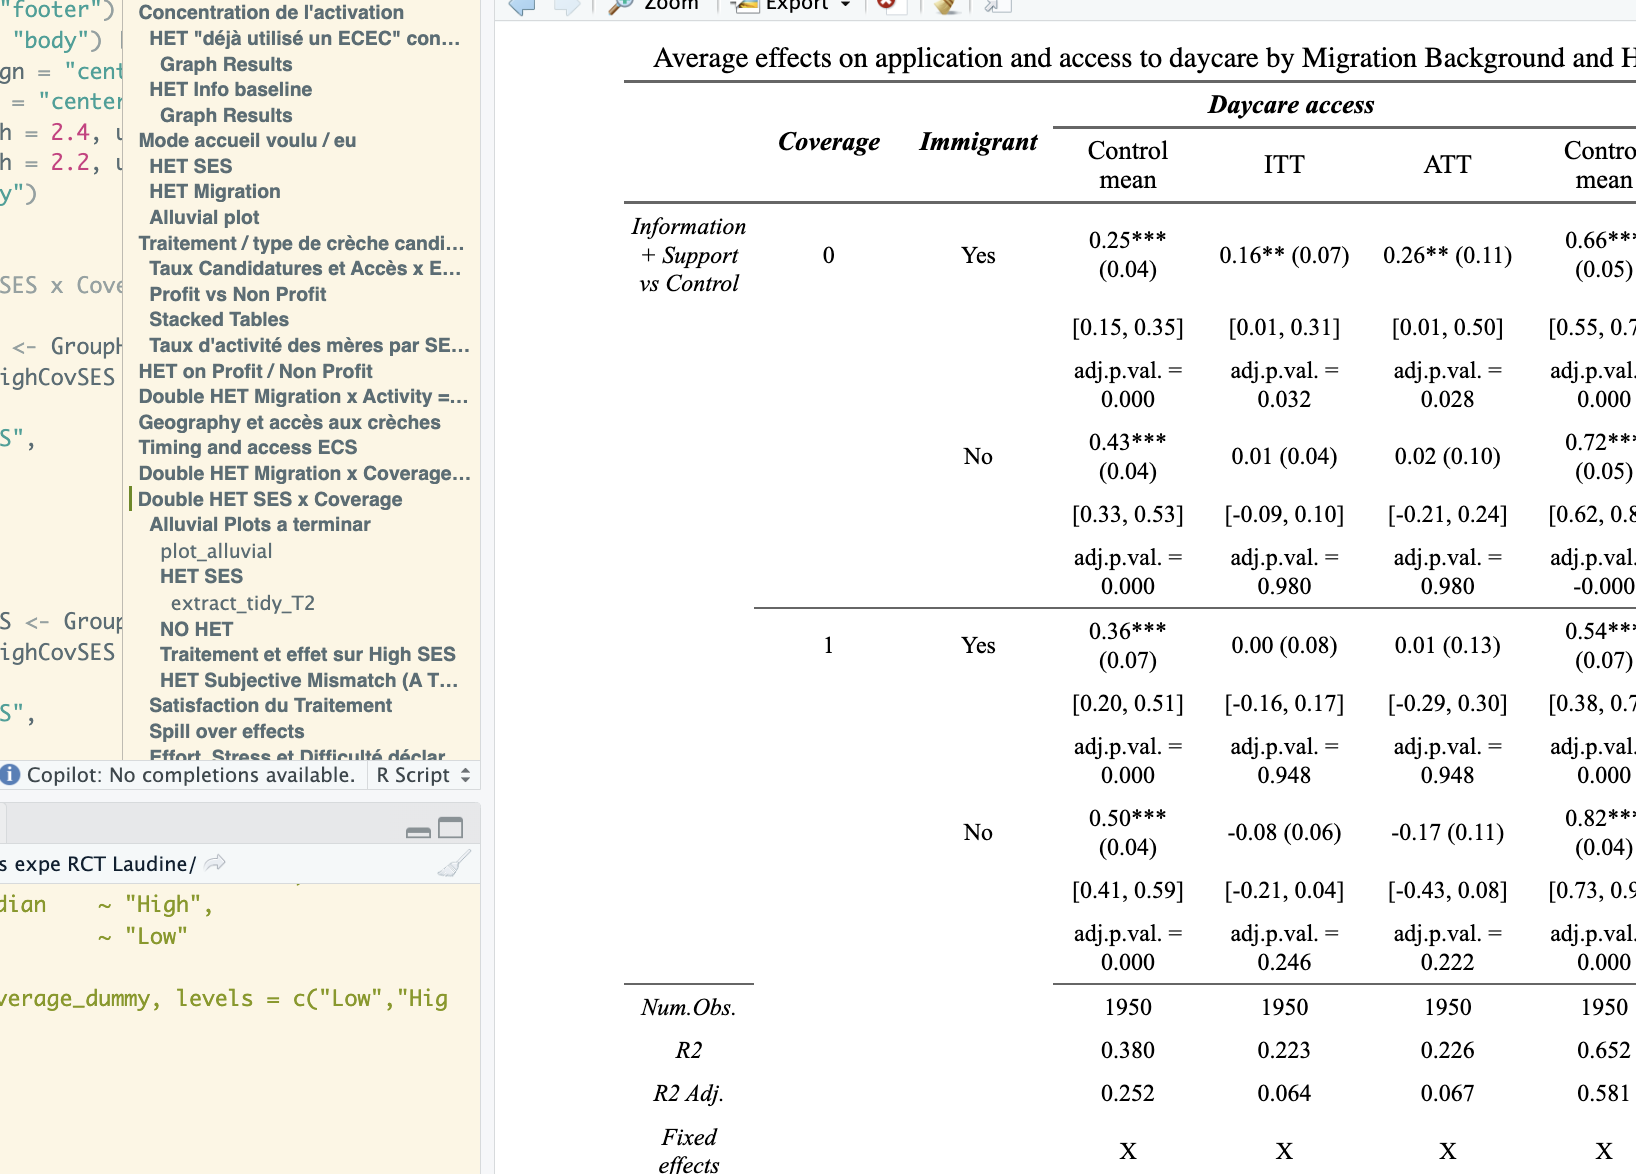 "footer")
"body")
gn = "cent
= "center
h = 2.4, u
h = 2.2, u
y")
SES x Cove
<- GroupH
ighCovSES
S",
S <- Group
ighCovSES
S",
Concentration de l'activation
HET "déjà utilisé un ECEC" con...
Graph Results
HET Info baseline
Graph Results
Mode accueil voulu / eu
HET SES
HET Migration
Alluvial plot
Traitement / type de crèche candi...
Taux Candidatures et Accès x E...
Profit vs Non Profit
Stacked Tables
Taux d'activité des mères par SE...
HET on Profit / Non Profit
Double HET Migration x Activity =...
Geography et accès aux crèches
Timing and access ECS
Double HET Migration x Coverage...
Double HET SES x Coverage
Alluvial Plots a terminar
plot_alluvial
HET SES
extract_tidy_T2
NO HET
Traitement et effet sur High SES
HET Subjective Mismatch (A T...
Satisfaction du Traitement
Spill over effects
Effort, Stress et Difficulté déclar
Copilot: No completions available. R Script
s expe RCT Laudine/
dian ~ "High",
~ "Low"
verage_dummy, levels = c("Low","Hig
Zoom Export
Average effects on application and access to daycare by Migration Background and H
Daycare access
Coverage Immigrant Control mean ITT ATT Contro mean
Information + Support vs Control 0 Yes 0.25*** (0.04) 0.16** (0.07) 0.26** (0.11) 0.66*** (0.05)
[0.15, 0.35] [0.01, 0.31] [0.01, 0.50] [0.55, 0.7
adj.p.val. = 0.000 adj.p.val. = 0.032 adj.p.val. = 0.028 adj.p.val. 0.000
No 0.43*** (0.04) 0.01 (0.04) 0.02 (0.10) 0.72*** (0.05)
[0.33, 0.53] [-0.09, 0.10] [-0.21, 0.24] [0.62, 0.8
adj.p.val. = 0.000 adj.p.val. = 0.980 adj.p.val. = 0.980 adj.p.val. -0.000
1 Yes 0.36*** (0.07) 0.00 (0.08) 0.01 (0.13) 0.54*** (0.07)
[0.20, 0.51] [-0.16, 0.17] [-0.29, 0.30] [0.38, 0.7
adj.p.val. = 0.000 adj.p.val. = 0.948 adj.p.val. = 0.948 adj.p.val. 0.000
No 0.50*** (0.04) -0.08 (0.06) -0.17 (0.11) 0.82*** (0.04)
[0.41, 0.59] [-0.21, 0.04] [-0.43, 0.08] [0.73, 0.9
adj.p.val. = 0.000 adj.p.val. = 0.246 adj.p.val. = 0.222 adj.p.val. 0.000
Num.Obs. 1950 1950 1950 1950
R2 0.380 0.223 0.226 0.652
R2 Adj. 0.252 0.064 0.067 0.581
Fixed effects X X X X